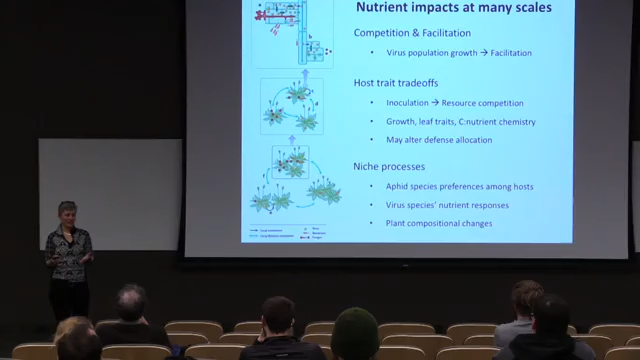 Nutrient impacts at many scales
Competition & Facilitation
• Virus population growth → Facilitation
Host trait tradeoffs
• Inoculation → Resource competition
• Growth, leaf traits, C:nutrient chemistry
• May alter defense allocation
Niche processes
• Aphid species preferences among hosts
• Virus species' nutrient responses
• Plant compositional changes